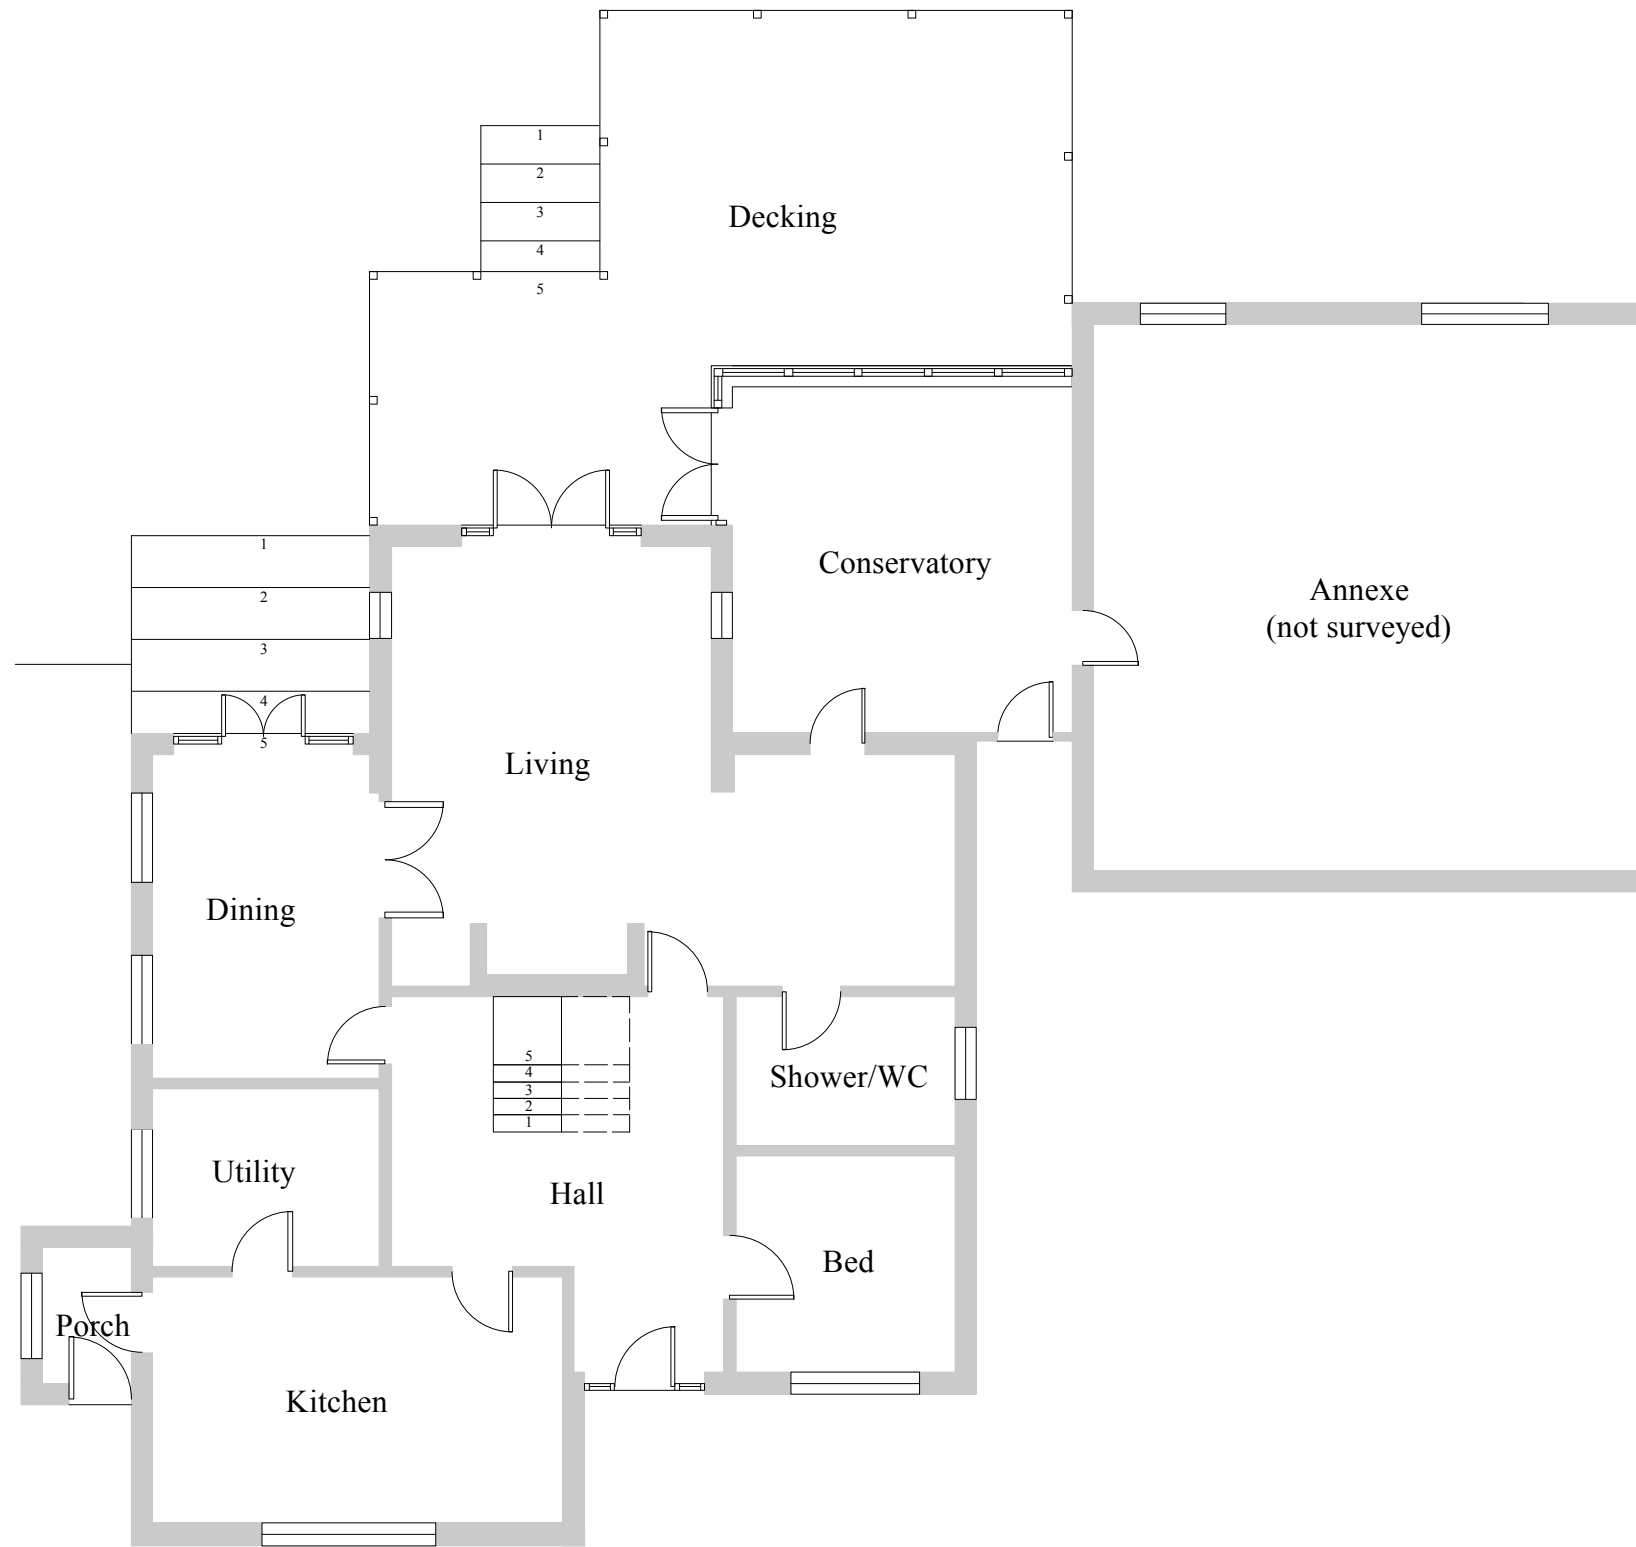 1
2
3
4
5
Decking
1
2
3
4
5
Conservatory
Annexe
(not surveyed)
Living
Dining
5
4
3
2
1
Shower/WC
Utility
Hall
Bed
Porch
Kitchen